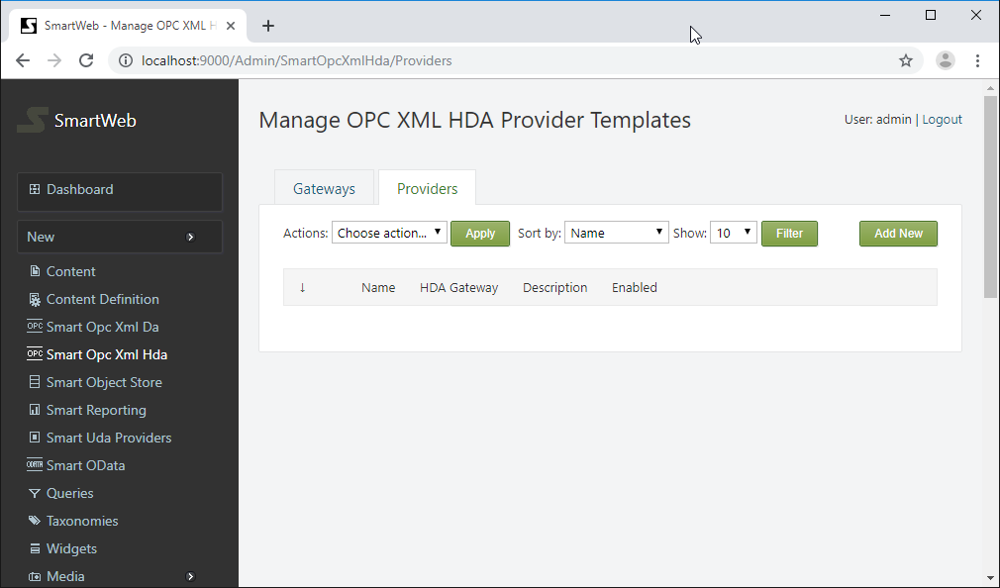 SmartWeb - Manage OPC XML H
localhost:9000/Admin/SmartOpcXmlHda/Providers
SmartWeb
Manage OPC XML HDA Provider Templates
User: admin | Logout
Dashboard
New
Content
Content Definition
OPC Smart Opc Xml Da
OPC Smart Opc Xml Hda
Smart Object Store
Smart Reporting
Smart Uda Providers
ODATA Smart OData
Queries
Taxonomies
Widgets
Media
Gateways Providers
Actions: Choose action... Apply Sort by: Name Show: 10 Filter Add New
↓ Name HDA Gateway Description Enabled